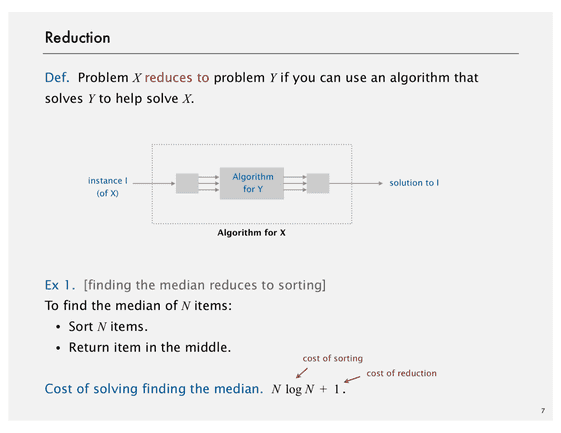 Reduction
Def. Problem X reduces to problem Y if you can use an algorithm that
solves Y to help solve X.
instance I
(of X)
Algorithm
for Y
solution to I
Algorithm for X
Ex 1. [finding the median reduces to sorting]
To find the median of N items:
• Sort N items.
• Return item in the middle.
cost of sorting
cost of reduction
Cost of solving finding the median. N log N + 1.
7